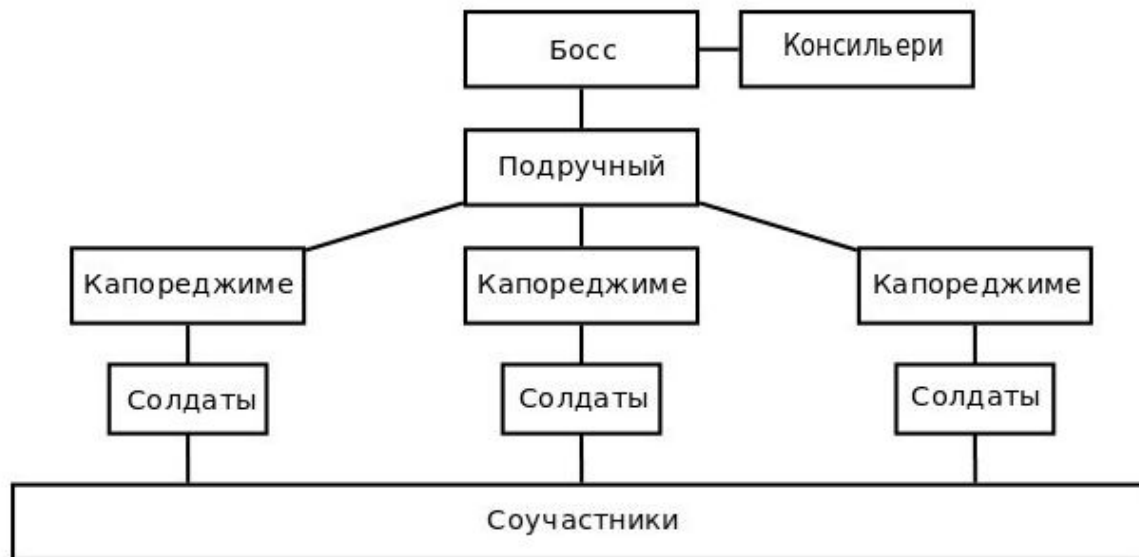 Босс
Консильери
Подручный
Капореджиме
Капореджиме
Капореджиме
Солдаты
Солдаты
Солдаты
Соучастники